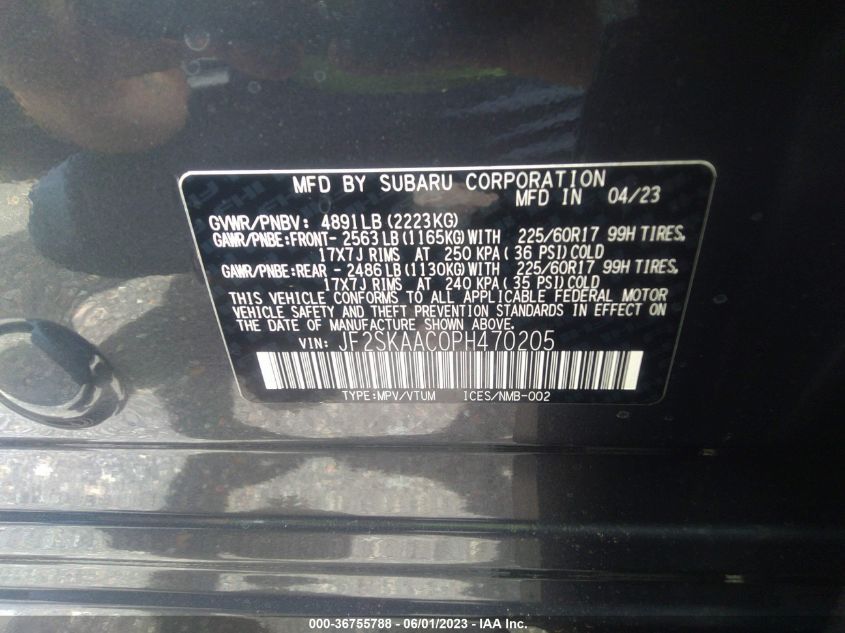 MFD BY SUBARU CORPORATION
MFD IN 04/23
GVWR/PNBV: 4891LB(2223KG)
GAWR/PNBE:FRONT- 2563LB(1165KG)WITH 225/60R17 99H TIRES,
17X7J RIMS AT 250 KPA( 36 PSI)COLD
GAWR/PNBE:REAR - 2486LB(1130KG)WITH 225/60R17 99H TIRES,
17X7J RIMS AT 240 KPA( 35 PSI)COLD
THIS VEHICLE CONFORMS TO ALL APPLICABLE FEDERAL MOTOR
VEHICLE SAFETY AND THEFT PREVENTION STANDARDS IN EFFECT ON
THE DATE OF MANUFACTURE SHOWN ABOVE.
VIN: JF2SKAAC0PH470205
TYPE:MPV/VTUM ICES/NMB-002
000-36755788 - 06/01/2023 - IAA Inc.